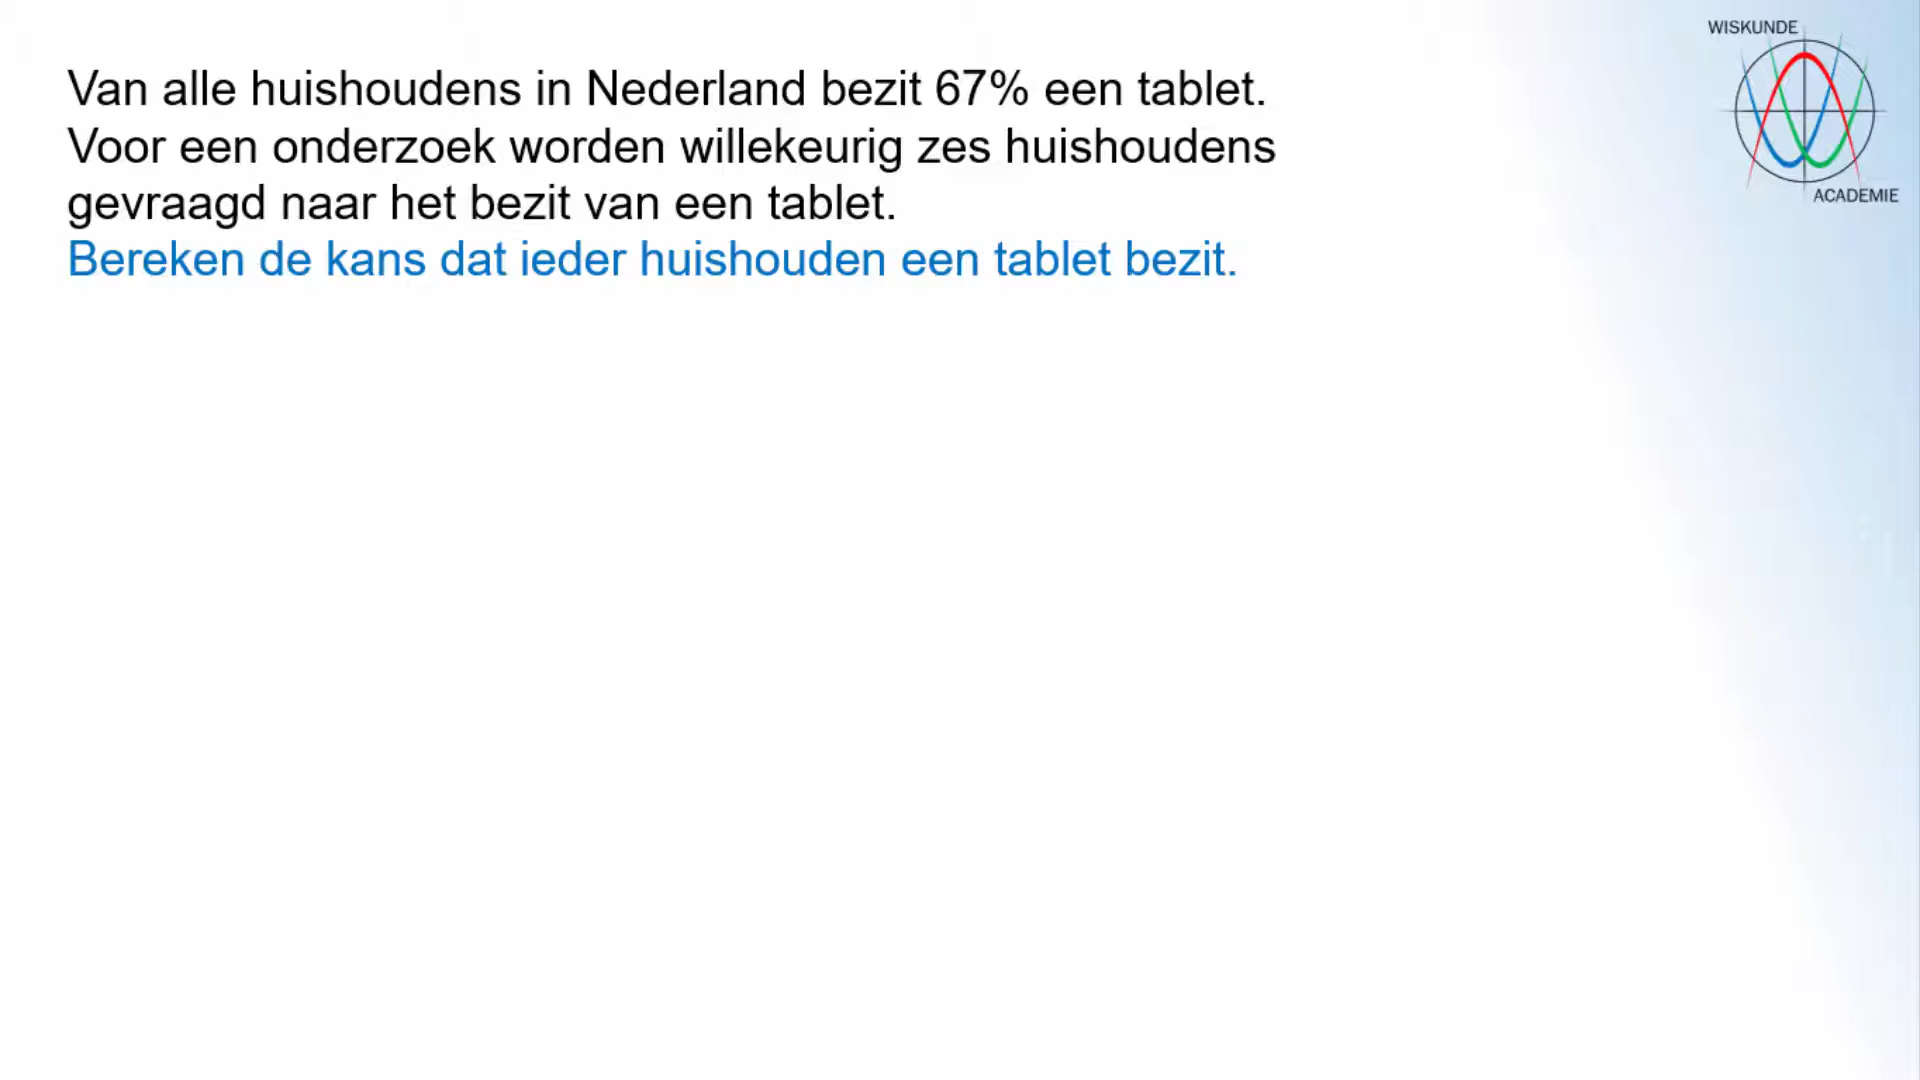 WISKUNDE
ACADEMIE
Van alle huishoudens in Nederland bezit 67% een tablet.
Voor een onderzoek worden willekeurig zes huishoudens
gevraagd naar het bezit van een tablet.
Bereken de kans dat ieder huishouden een tablet bezit.